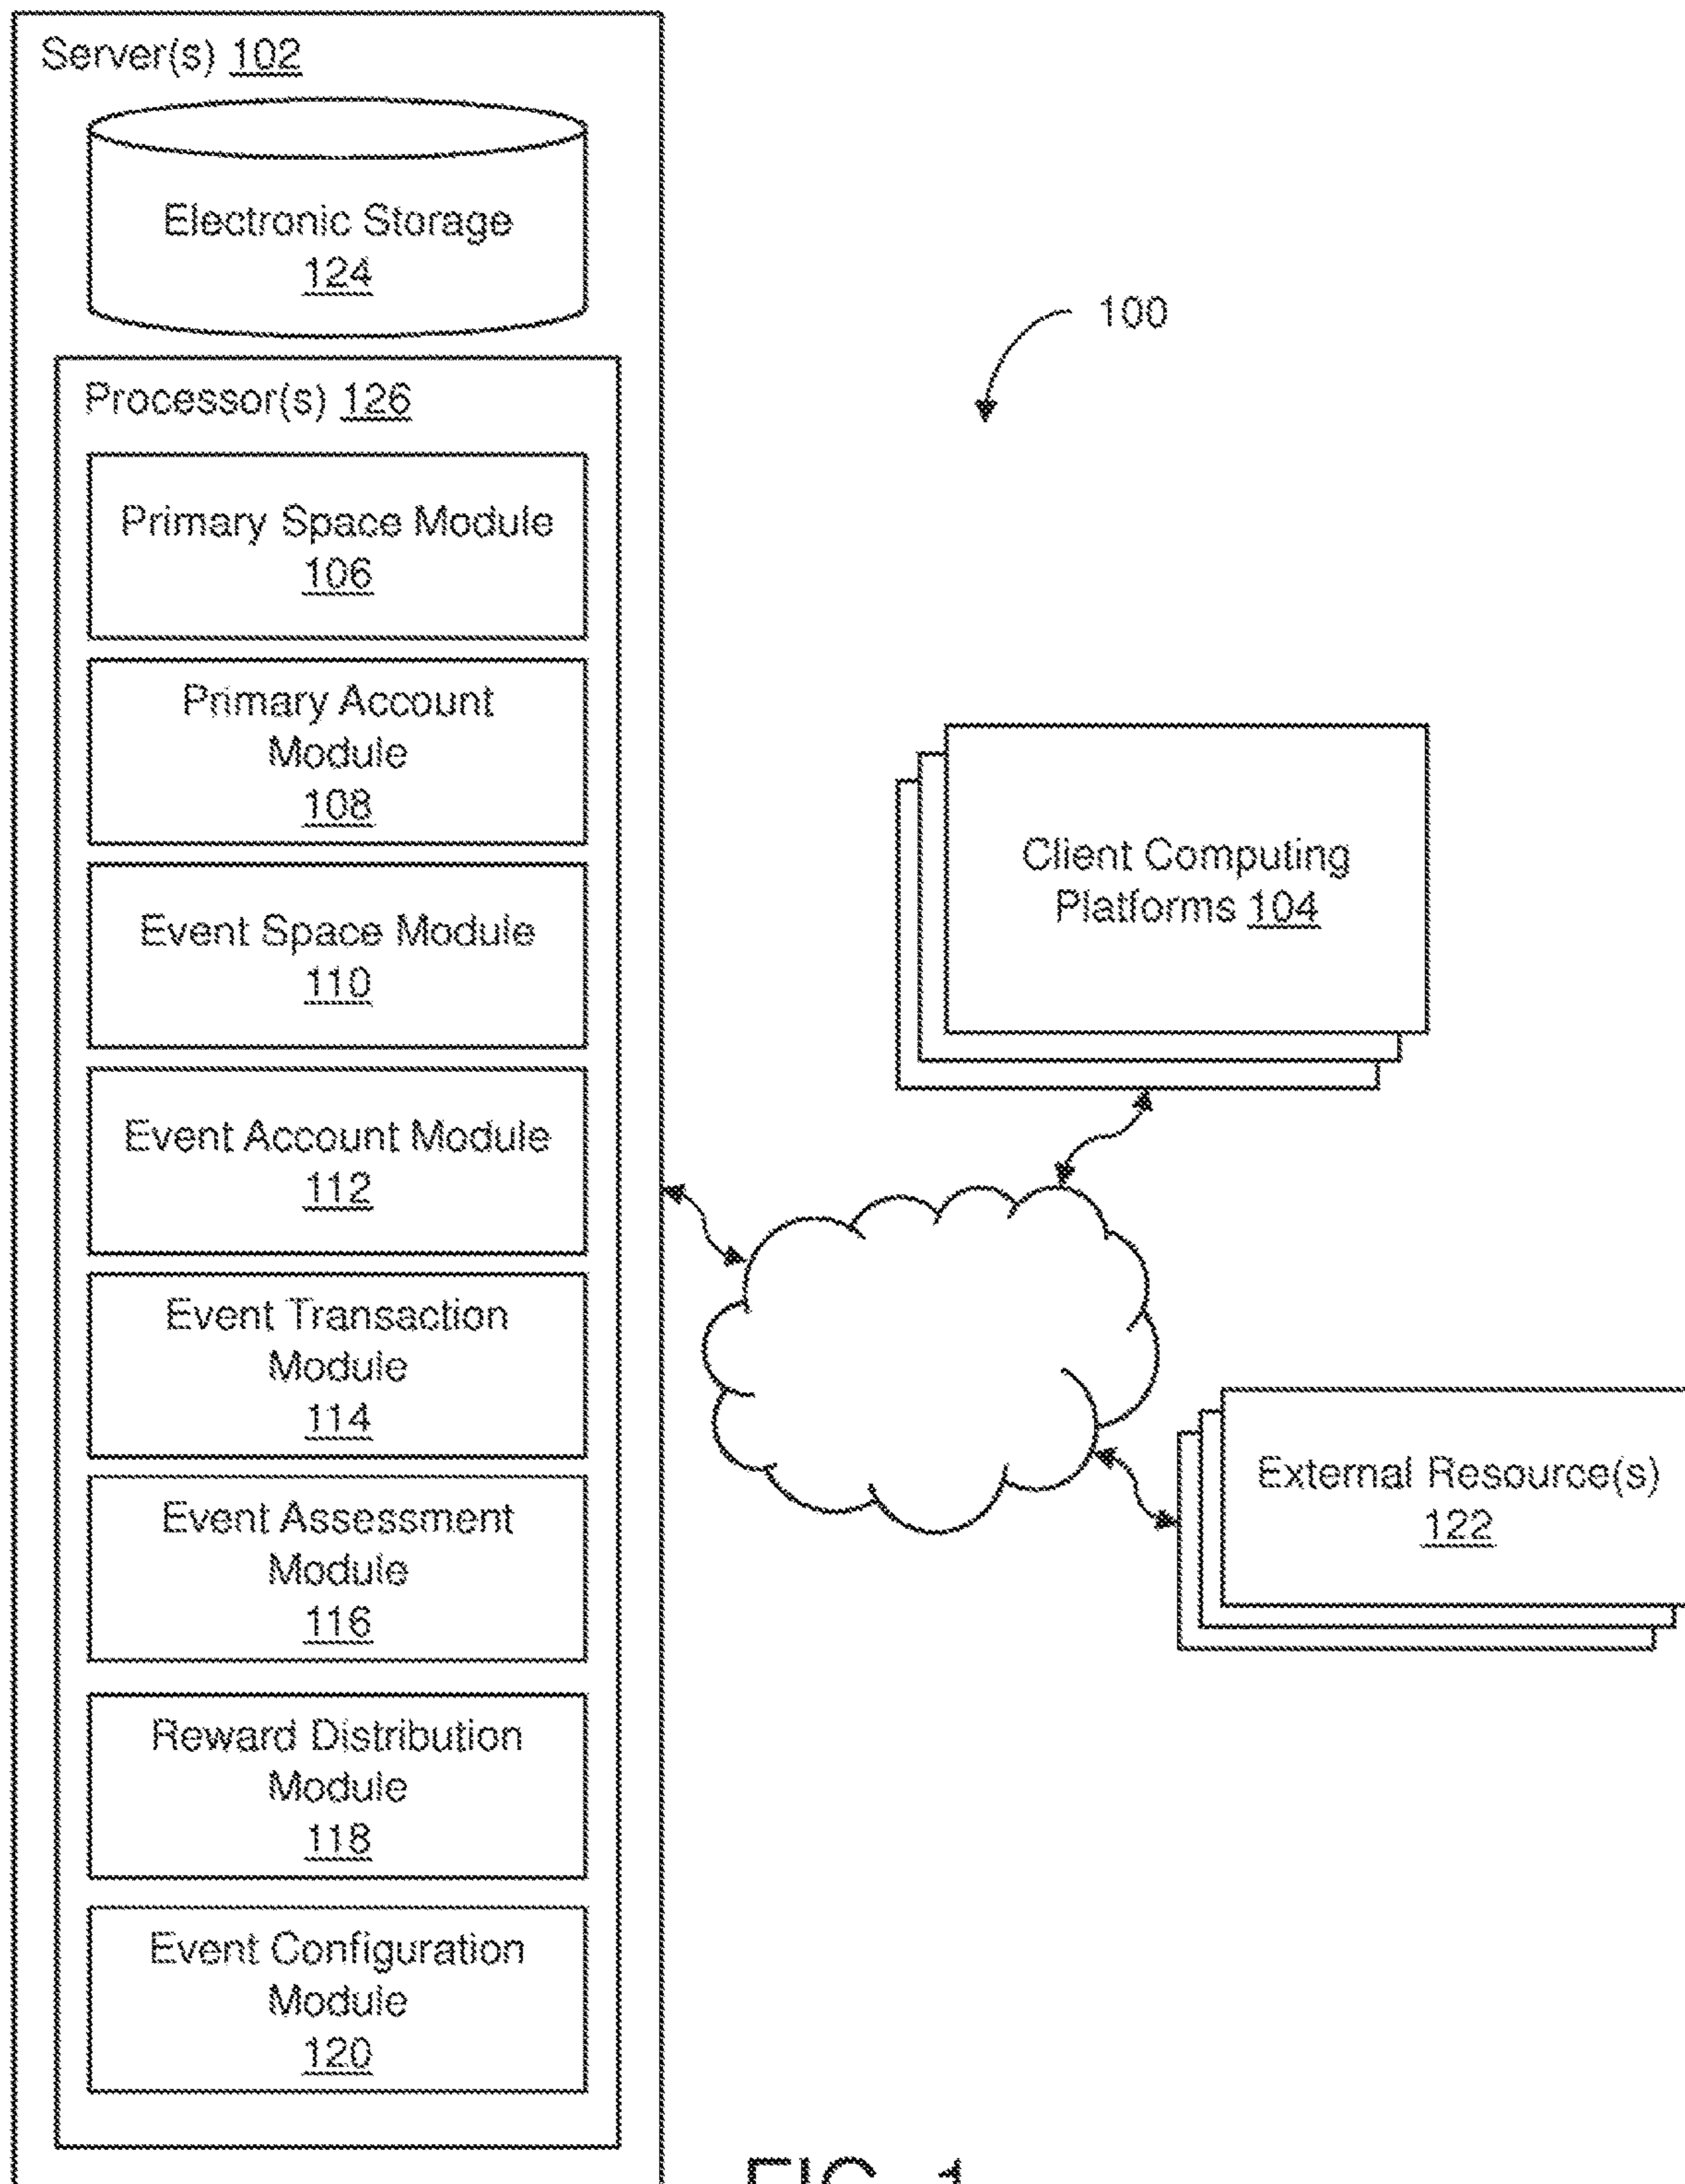 Server(s) 102
Electronic Storage
124
100
Processor(s) 126
Primary Space Module
106
Primary Account
Module
108
Client Computing
Platforms 104
Event Space Module
110
Event Account Module
112
Event Transaction
Module
114
External Resource(s)
122
Event Assessment
Module
116
Reward Distribution
Module
118
Event Configuration
Module
120
FIG. 1